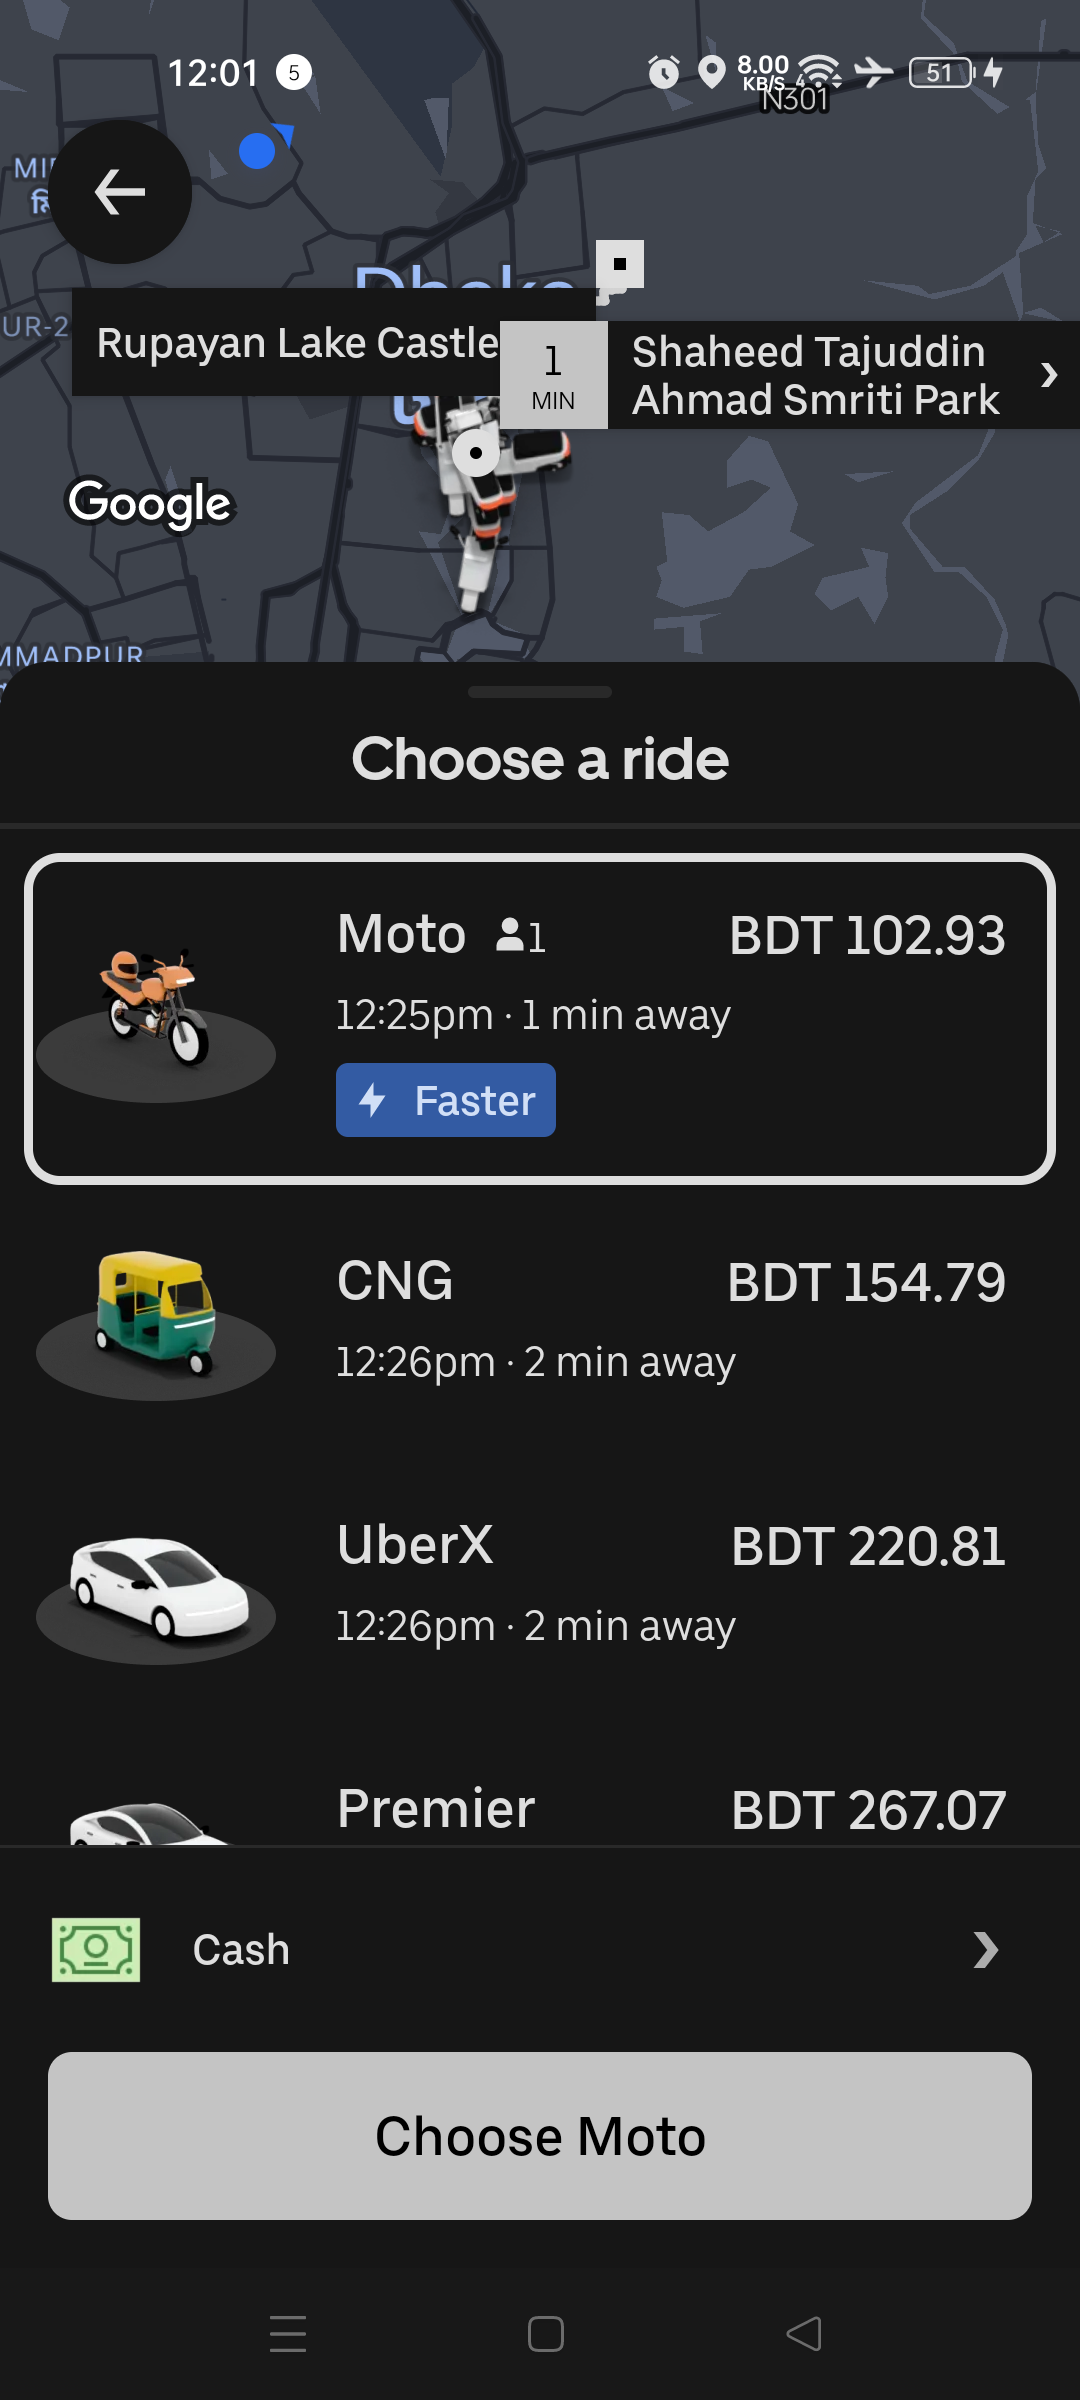 12:01 5
8.00
KB/S 4
51
N301
Dhaka
UR-2
Rupayan Lake Castle
1
MIN
Shaheed Tajuddin
Ahmad Smriti Park
Google
MMADPUR
Choose a ride
Moto 1 BDT 102.93
12:25pm · 1 min away
Faster
CNG BDT 154.79
12:26pm · 2 min away
UberX BDT 220.81
12:26pm · 2 min away
Premier BDT 267.07
Cash
Choose Moto